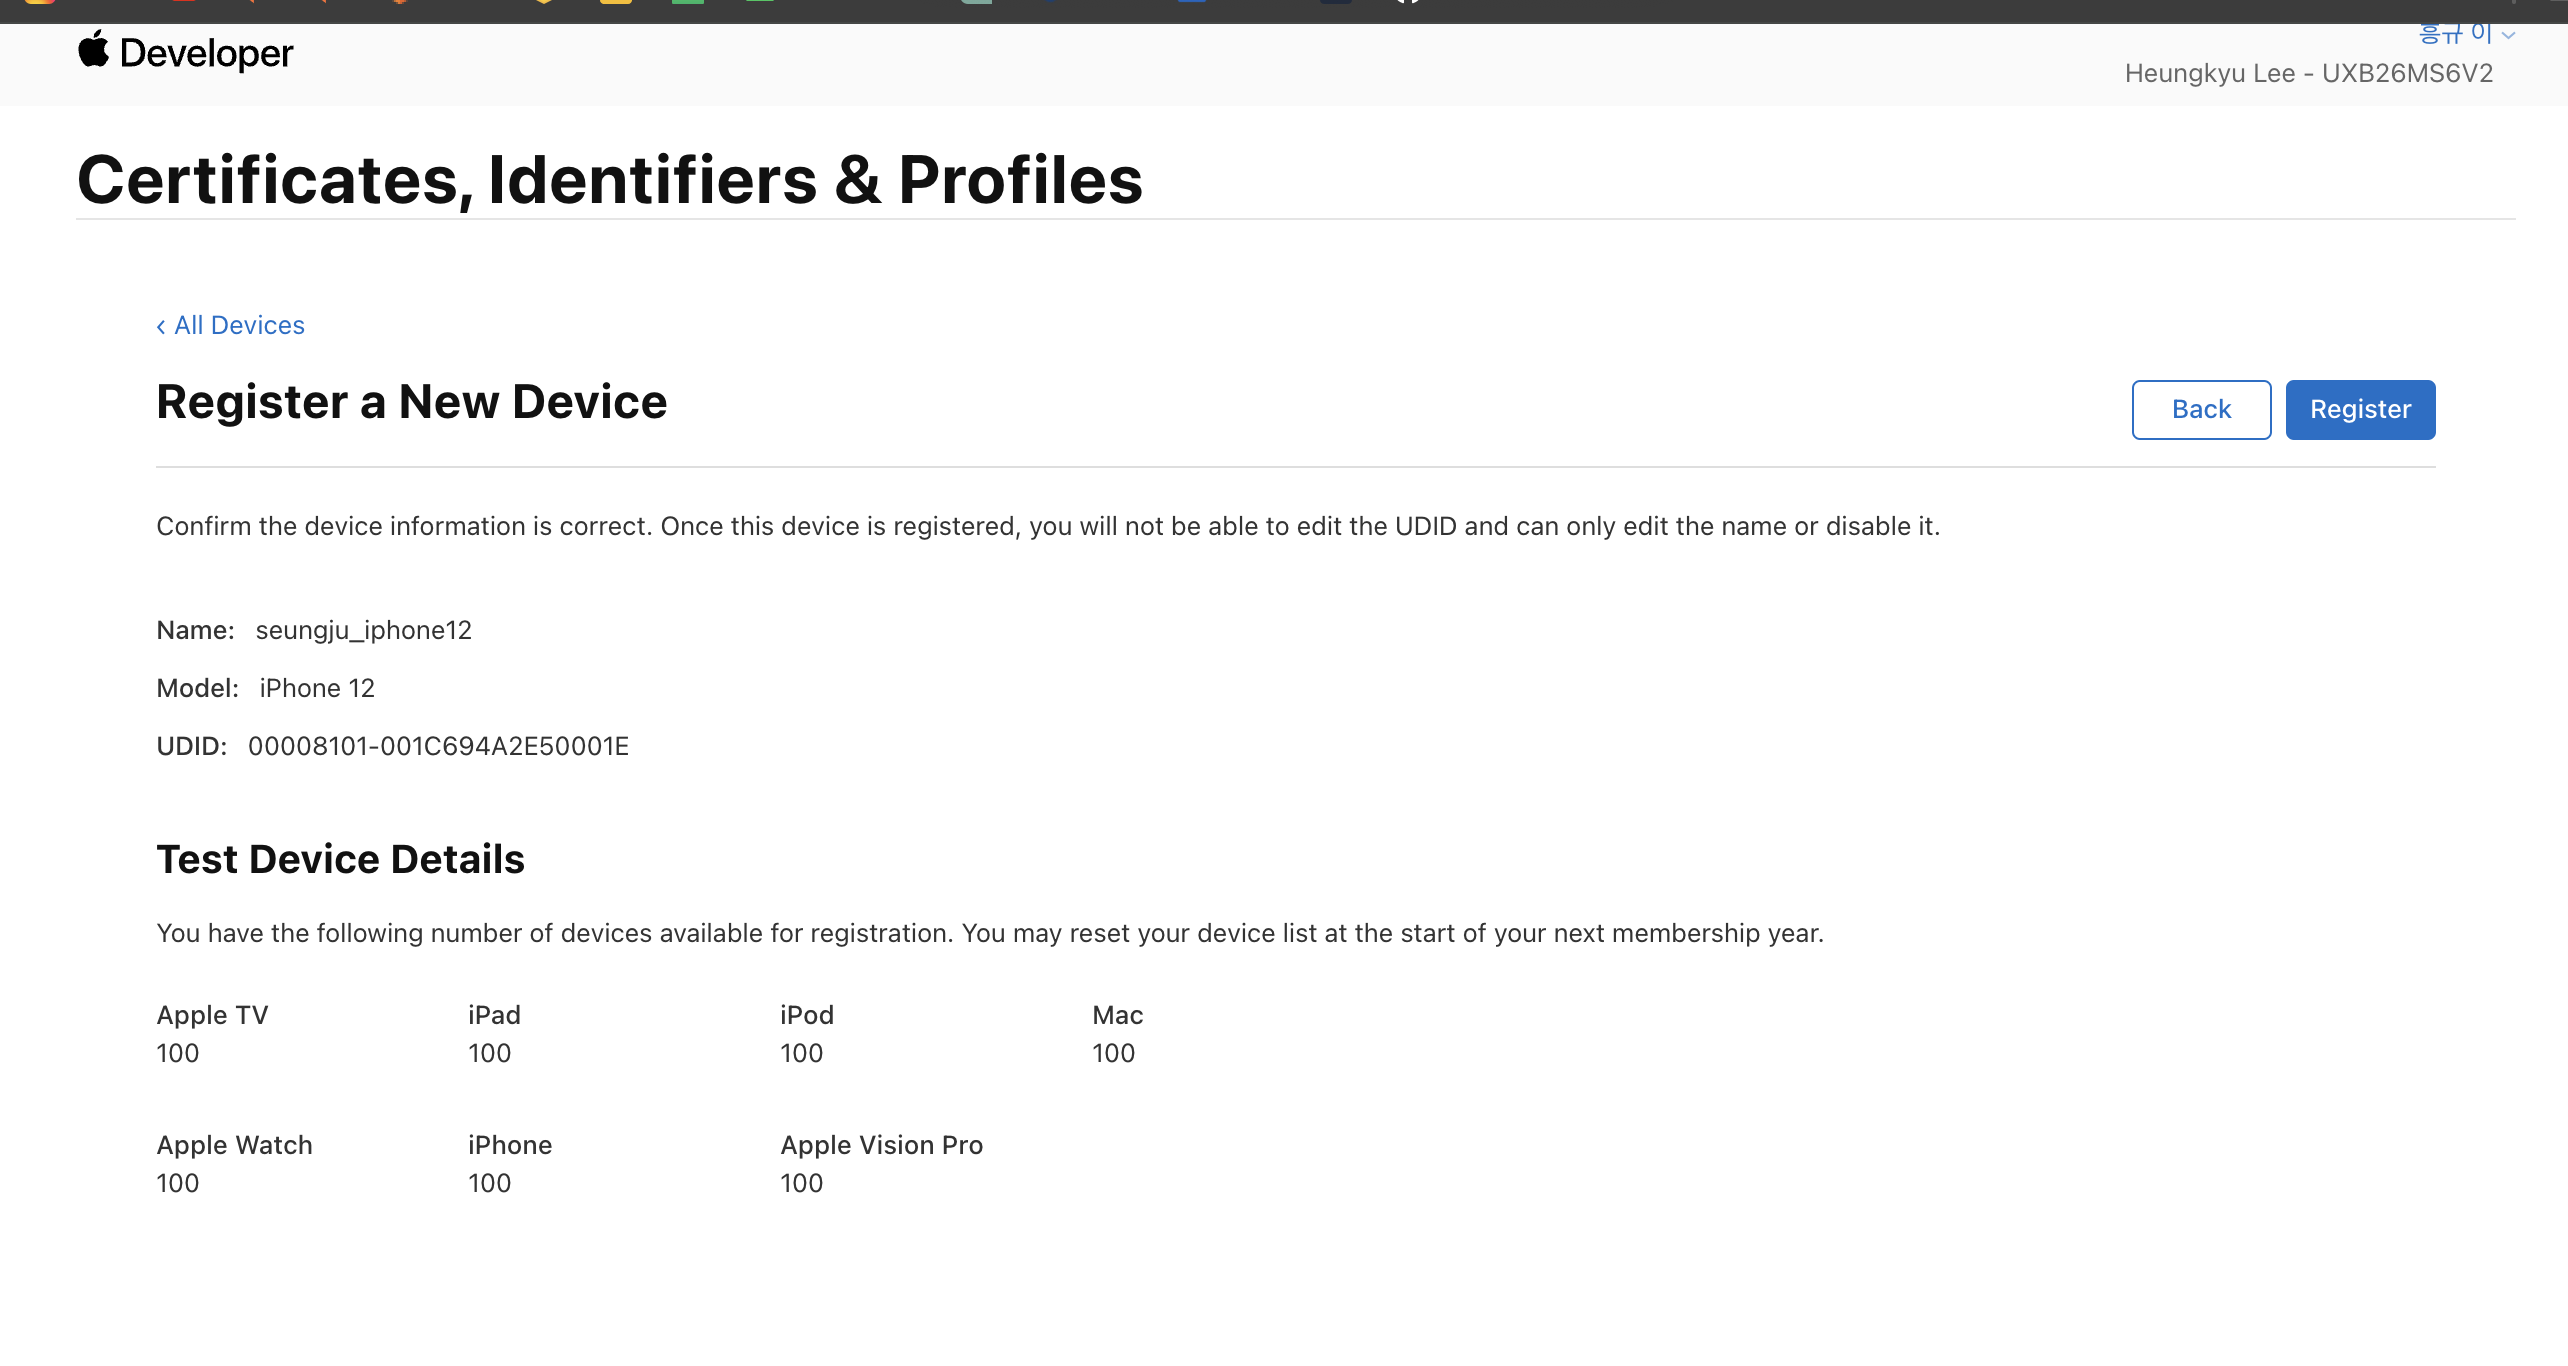 Developer
흥규 이
Heungkyu Lee - UXB26MS6V2
Certificates, Identifiers & Profiles
‹ All Devices
Register a New Device
Back
Register
Confirm the device information is correct. Once this device is registered, you will not be able to edit the UDID and can only edit the name or disable it.
Name: seungju_iphone12
Model: iPhone 12
UDID: 00008101-001C694A2E50001E
Test Device Details
You have the following number of devices available for registration. You may reset your device list at the start of your next membership year.
Apple TV iPad iPod Mac
100 100 100 100
Apple Watch iPhone Apple Vision Pro
100 100 100